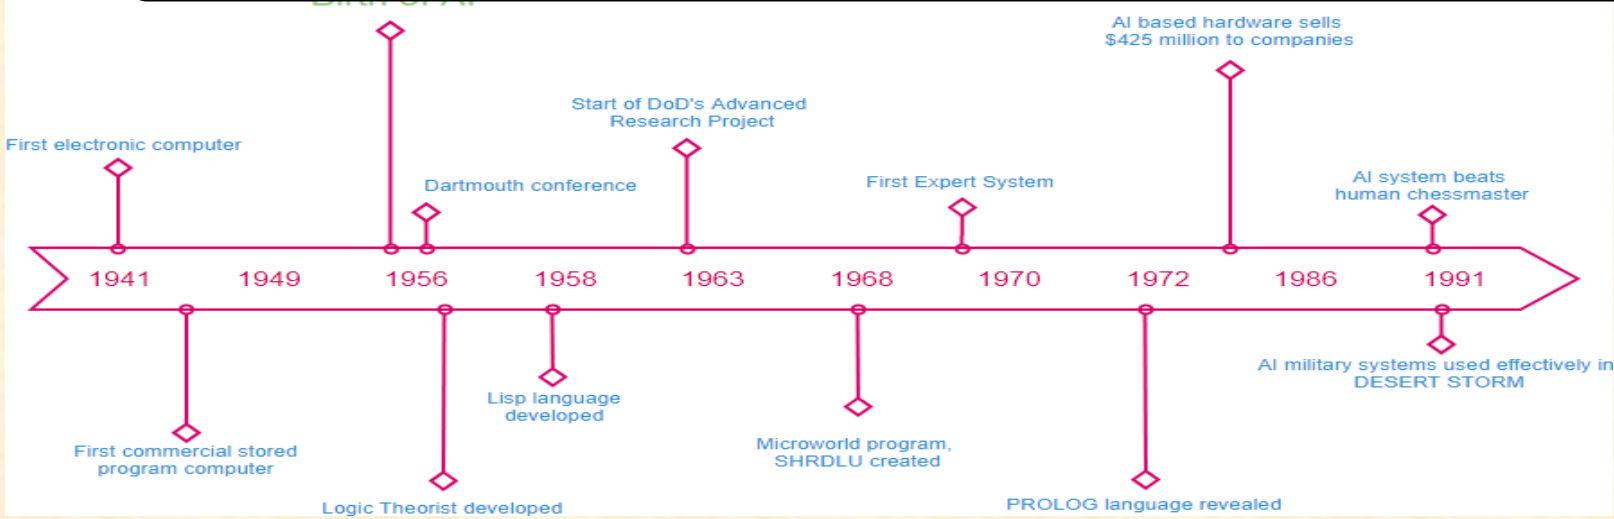 Birth of AI
AI based hardware sells
$425 million to companies
Start of DoD's Advanced
Research Project
First electronic computer
Dartmouth conference
First Expert System
AI system beats
human chessmaster
1941 1949 1956 1958 1963 1968 1970 1972 1986 1991
AI military systems used effectively in
DESERT STORM
Lisp language
developed
Microworld program,
SHRDLU created
First commercial stored
program computer
Logic Theorist developed
PROLOG language revealed